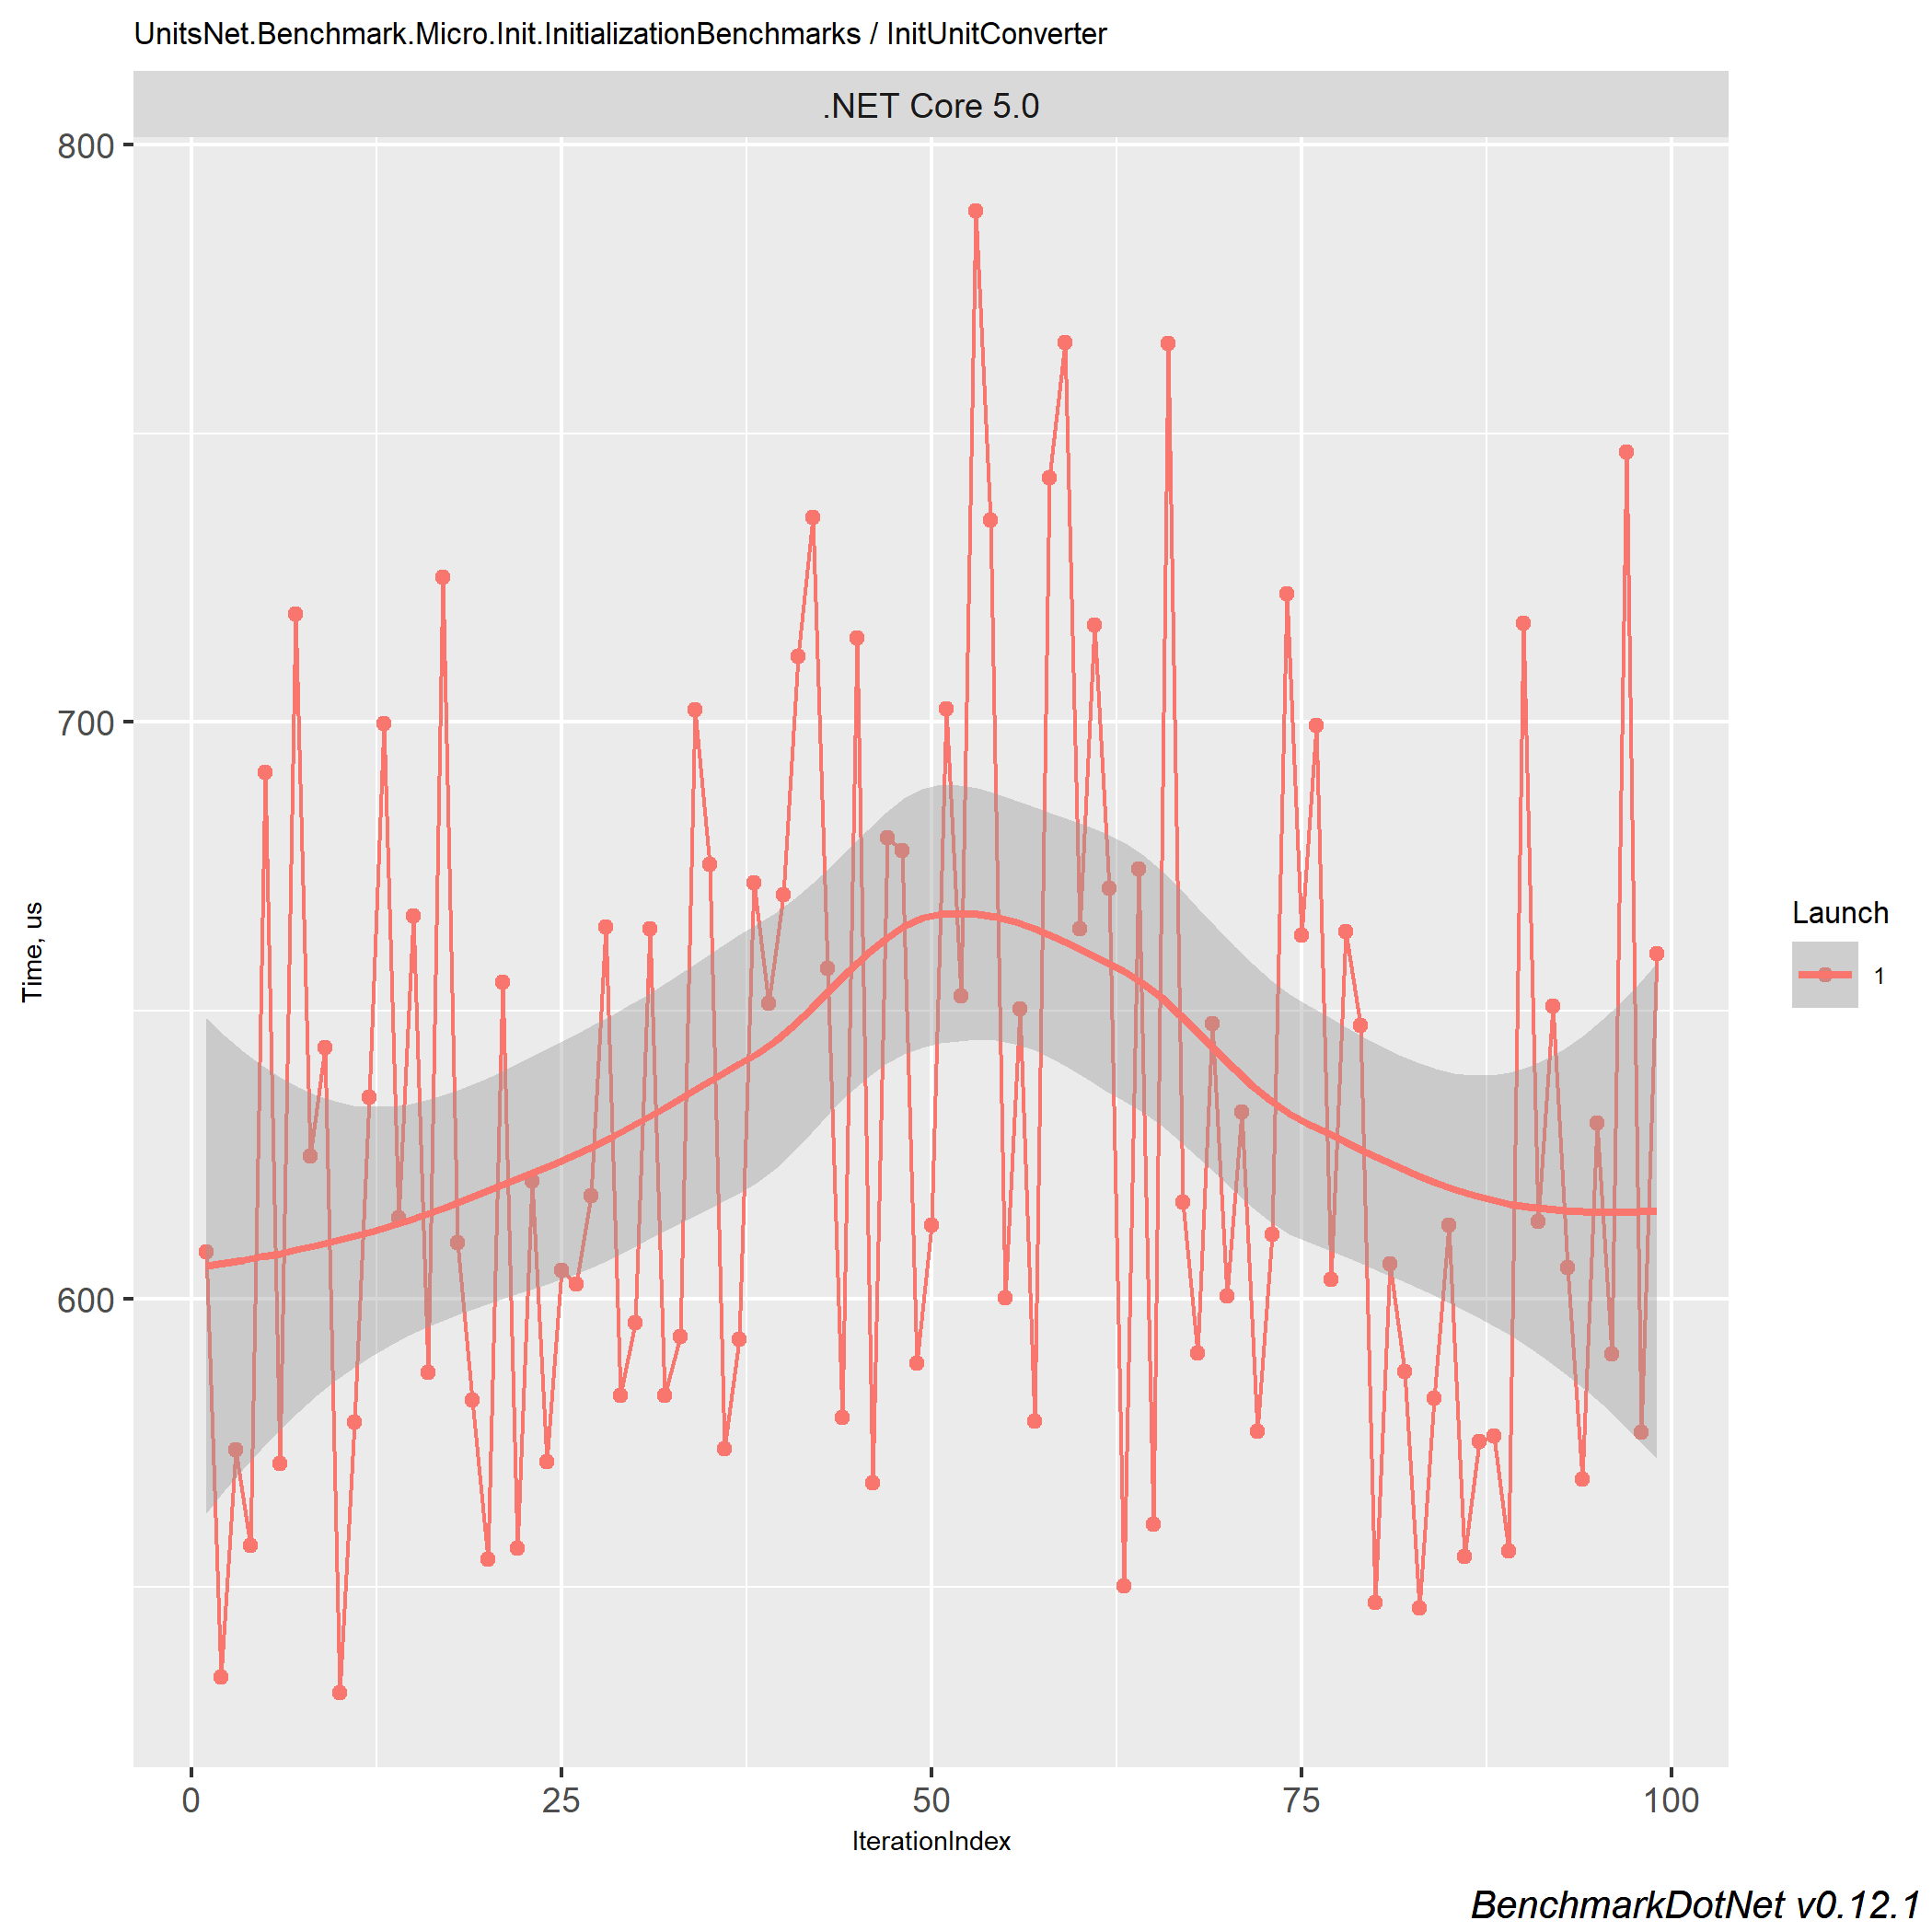 UnitsNet.Benchmark.Micro.Init.InitializationBenchmarks / InitUnitConverter
.NET Core 5.0
800
700
600
Time, us
0 25 50 75 100
IterationIndex
Launch
1
BenchmarkDotNet v0.12.1